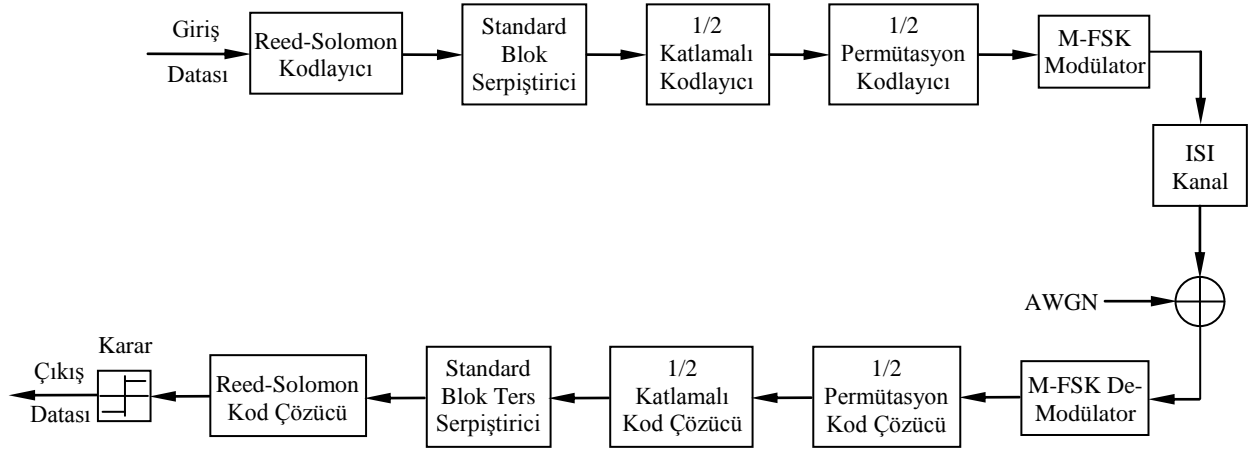 Giriş
Datası
Reed-Solomon
Kodlayıcı
Standard
Blok
Serpiştirici
1/2
Katlamalı
Kodlayıcı
1/2
Permütasyon
Kodlayıcı
M-FSK
Modülator
ISI
Kanal
AWGN
M-FSK De-
Modülator
1/2
Permütasyon
Kod Çözücü
1/2
Katlamalı
Kod Çözücü
Standard
Blok Ters
Serpiştirici
Reed-Solomon
Kod Çözücü
Karar
Çıkış
Datası